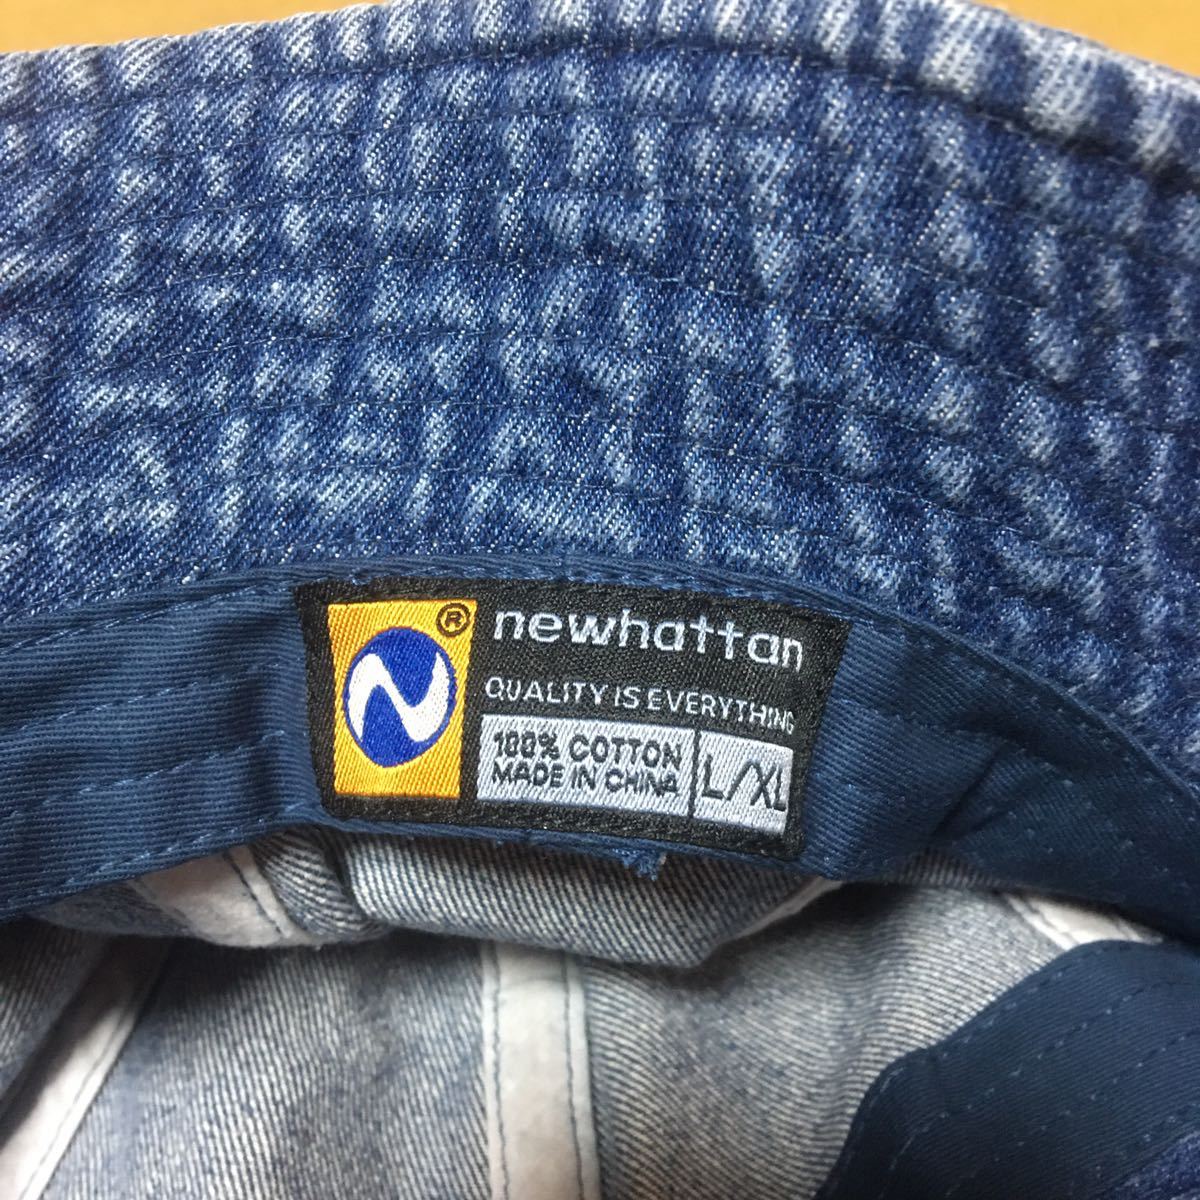 ®
newhattan
QUALITY IS EVERYTHING
100% COTTON
MADE IN CHINA
L/XL